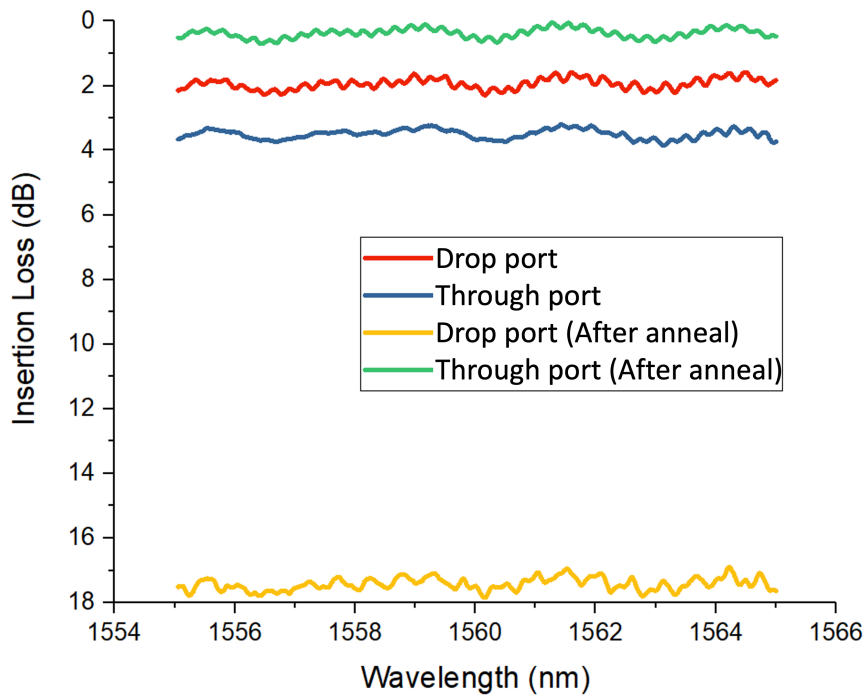 0
2
4
6
8
10
12
14
16
18
Insertion Loss (dB)
Drop port
Through port
Drop port (After anneal)
Through port (After anneal)
1554 1556 1558 1560 1562 1564 1566
Wavelength (nm)